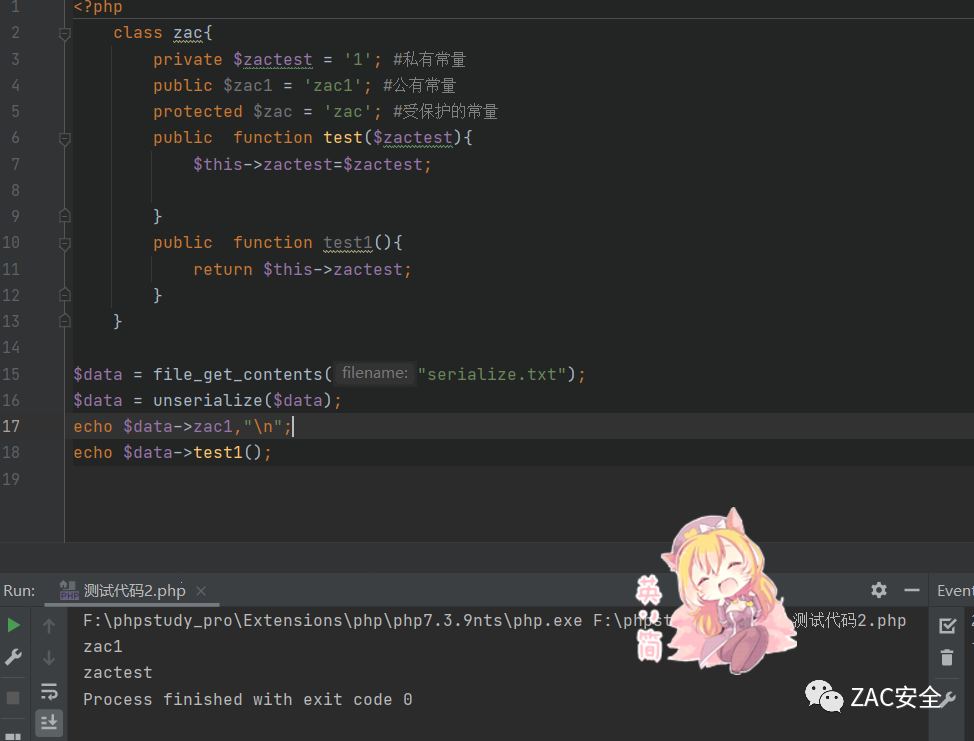 1 <?php
2 class zac{
3 private $zactest = '1'; #私有常量
4 public $zac1 = 'zac1'; #公有常量
5 protected $zac = 'zac'; #受保护的常量
6 public  function test($zactest){
7 $this->zactest=$zactest;
8
9 }
10 public  function test1(){
11 return $this->zactest;
12 }
13 }
14
15 $data = file_get_contents( filename: "serialize.txt");
16 $data = unserialize($data);
17 echo $data->zac1,"\n";
18 echo $data->test1();
19
Run: 测试代码2.php Event
F:\phpstudy_pro\Extensions\php\php7.3.9nts\php.exe F:\phpst 测试代码2.php
zac1
zactest
Process finished with exit code 0
英
简
ZAC安全